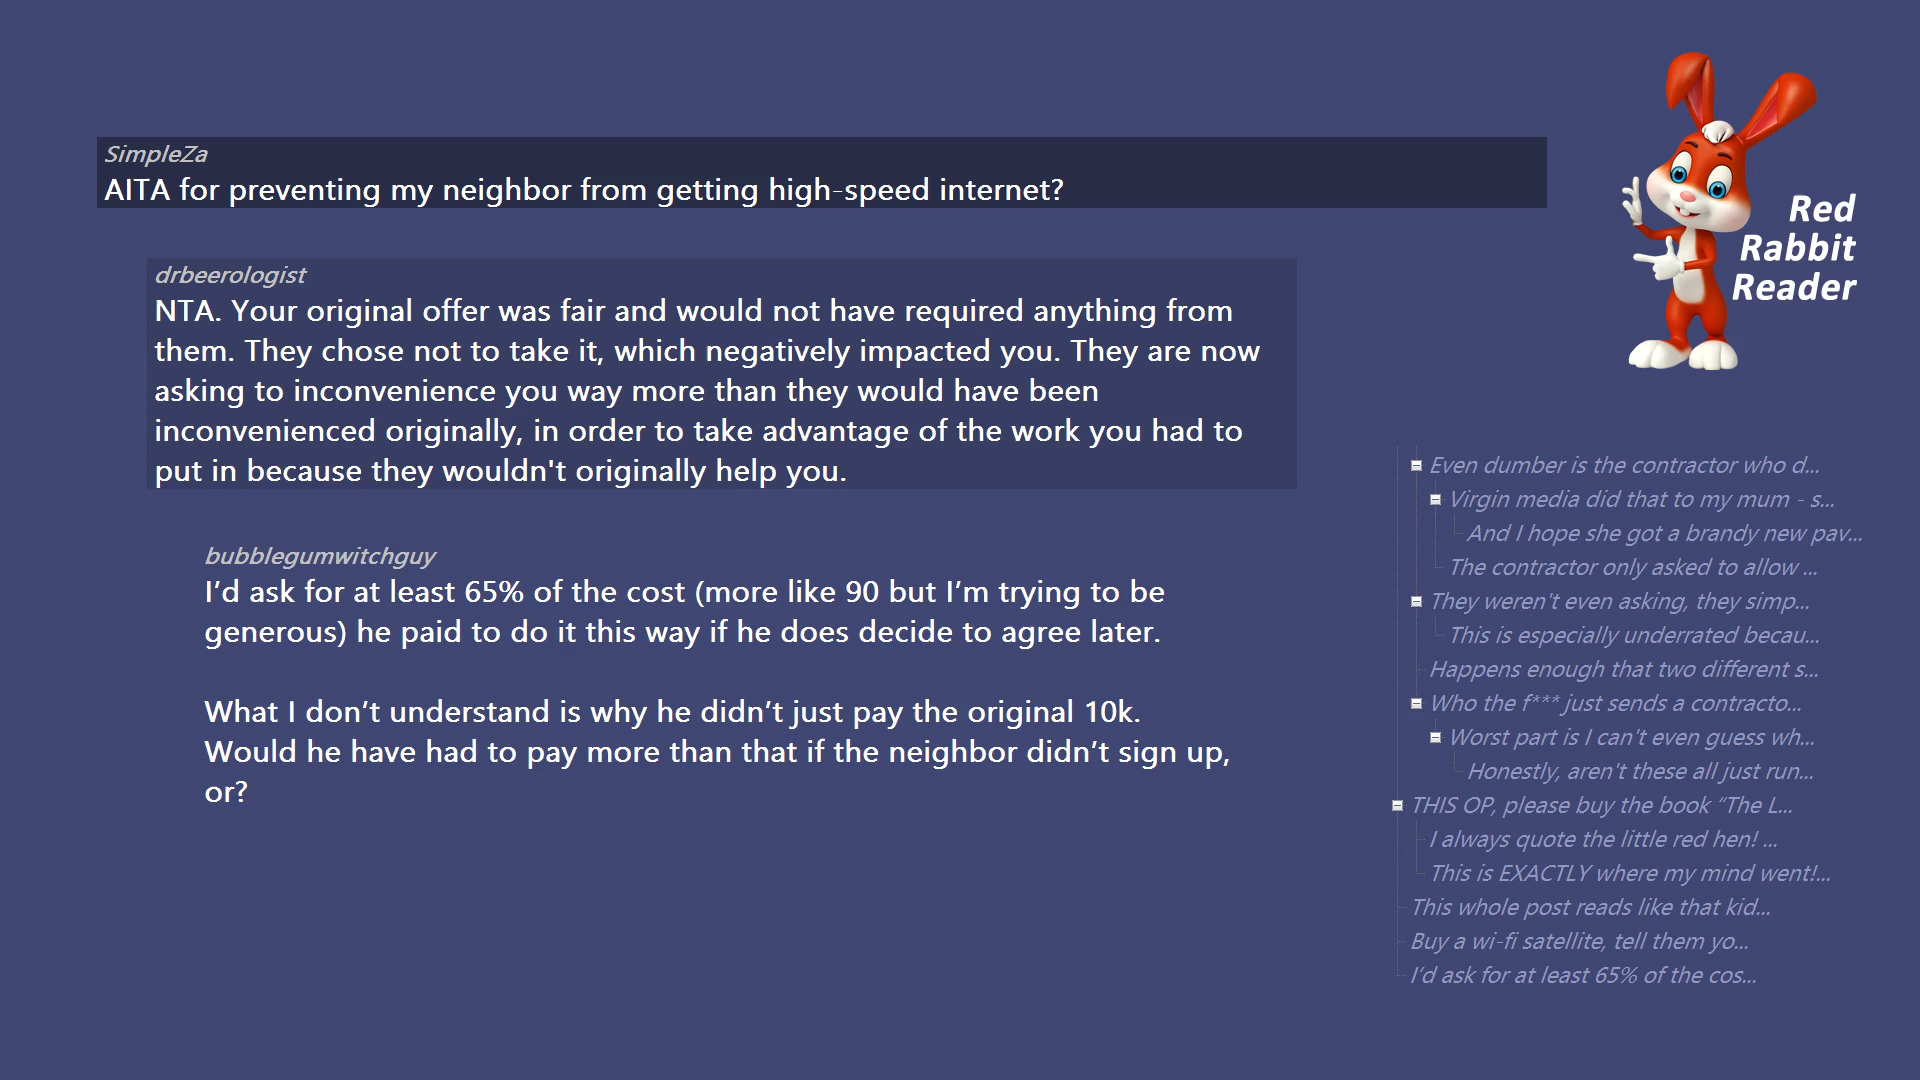 SimpleZa
AITA for preventing my neighbor from getting high-speed internet?
drbeerologist
NTA. Your original offer was fair and would not have required anything from
them. They chose not to take it, which negatively impacted you. They are now
asking to inconvenience you way more than they would have been
inconvenienced originally, in order to take advantage of the work you had to
put in because they wouldn't originally help you.
bubblegumwitchguy
I’d ask for at least 65% of the cost (more like 90 but I’m trying to be
generous) he paid to do it this way if he does decide to agree later.
What I don’t understand is why he didn’t just pay the original 10k.
Would he have had to pay more than that if the neighbor didn’t sign up,
or?
Red
Rabbit
Reader
Even dumber is the contractor who d...
Virgin media did that to my mum - s...
And I hope she got a brandy new pav...
The contractor only asked to allow ...
They weren't even asking, they simp...
This is especially underrated becau...
Happens enough that two different s...
Who the f*** just sends a contracto...
Worst part is I can't even guess wh...
Honestly, aren't these all just run...
THIS OP, please buy the book “The L...
I always quote the little red hen! ...
This is EXACTLY where my mind went!...
This whole post reads like that kid...
Buy a wi-fi satellite, tell them yo...
I’d ask for at least 65% of the cos...